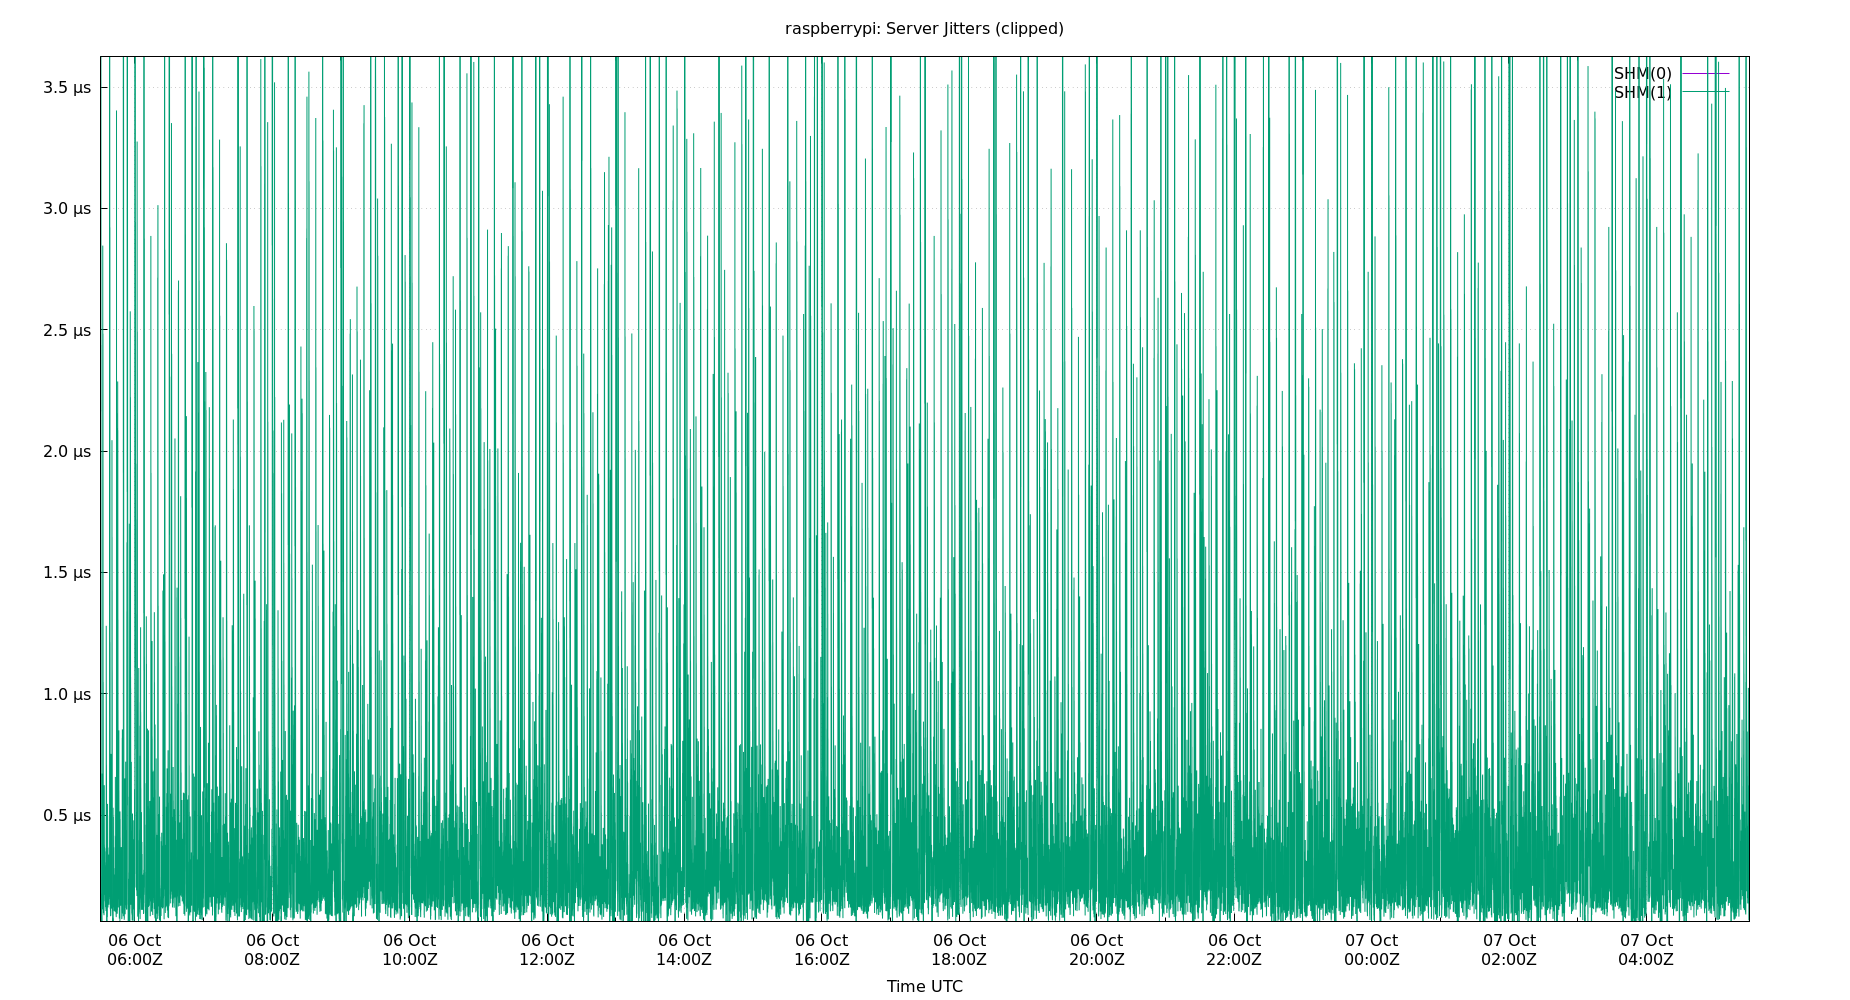 raspberrypi: Server Jitters (clipped)
SHM(0)
SHM(1)
3.5 µs
3.0 µs
2.5 µs
2.0 µs
1.5 µs
1.0 µs
0.5 µs
06 Oct 06 Oct 06 Oct 06 Oct 06 Oct 06 Oct 06 Oct 06 Oct 06 Oct 07 Oct 07 Oct 07 Oct
06:00Z 08:00Z 10:00Z 12:00Z 14:00Z 16:00Z 18:00Z 20:00Z 22:00Z 00:00Z 02:00Z 04:00Z
Time UTC